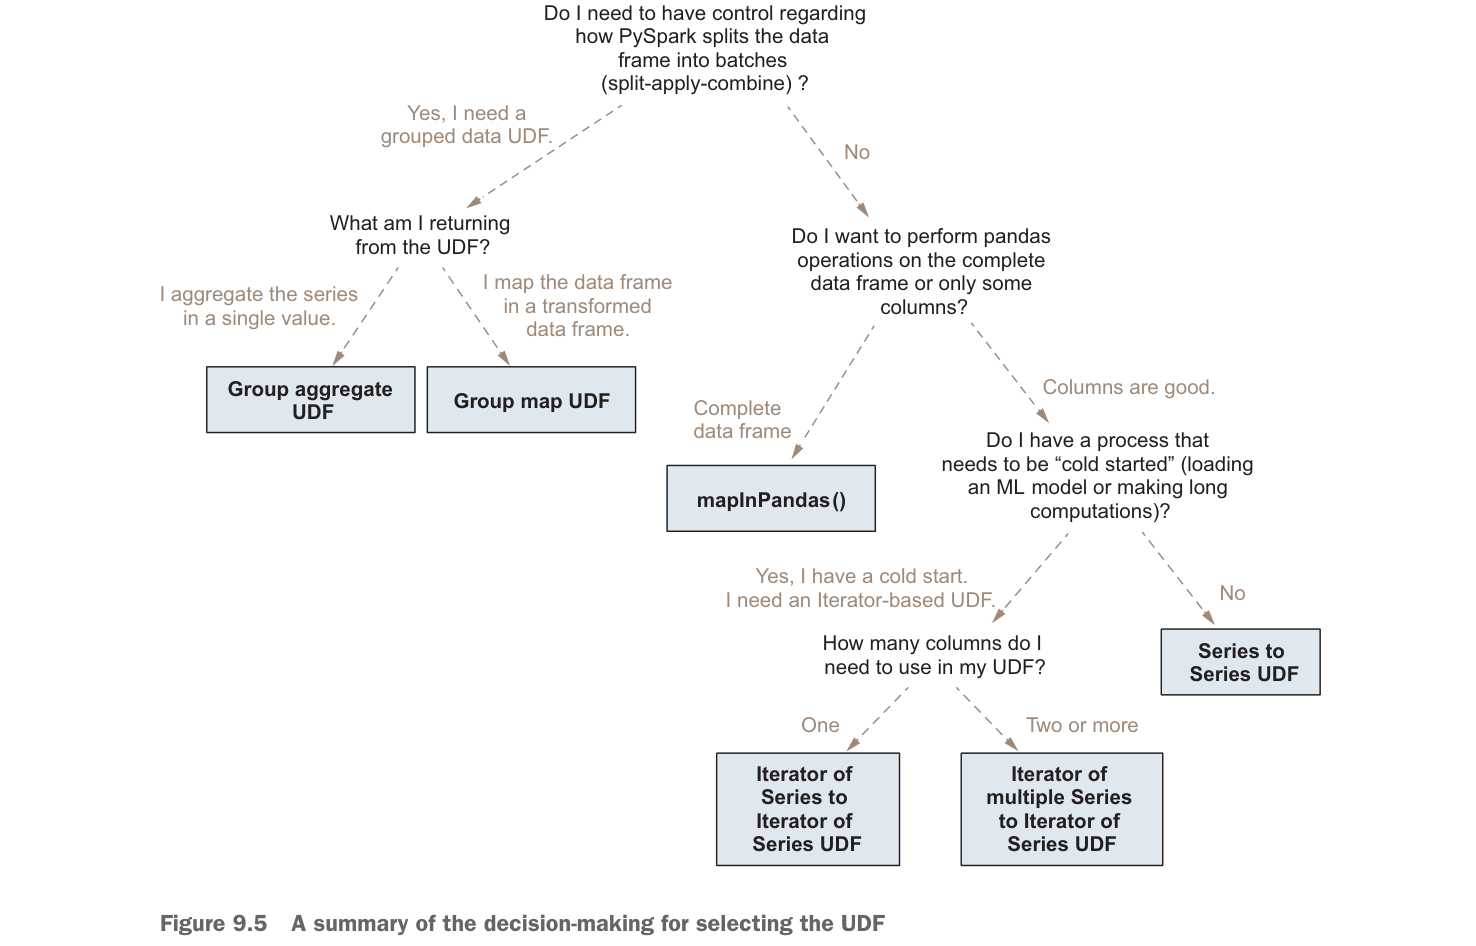 Do I need to have control regarding
how PySpark splits the data
frame into batches
(split-apply-combine) ?
Yes, I need a
grouped data UDF.
No
What am I returning
from the UDF?
Do I want to perform pandas
operations on the complete
data frame or only some
columns?
I aggregate the series
in a single value.
I map the data frame
in a transformed
data frame.
Group aggregate
UDF
Group map UDF
Complete
data frame
Columns are good.
mapInPandas()
Do I have a process that
needs to be “cold started” (loading
an ML model or making long
computations)?
Yes, I have a cold start.
I need an Iterator-based UDF.
No
How many columns do I
need to use in my UDF?
Series to
Series UDF
One
Two or more
Iterator of
Series to
Iterator of
Series UDF
Iterator of
multiple Series
to Iterator of
Series UDF
Figure 9.5 A summary of the decision-making for selecting the UDF